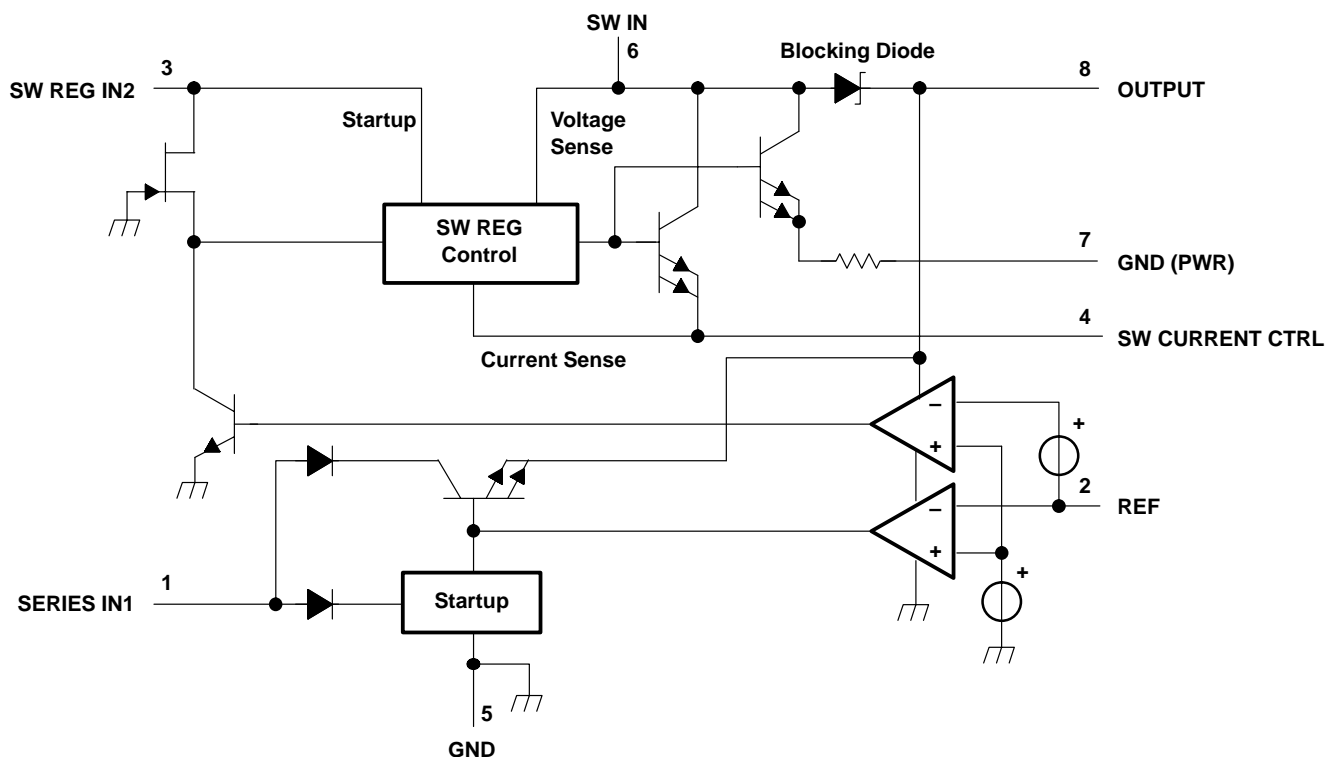 SW IN
6
Blocking Diode
3
8
SW REG IN2
OUTPUT
Startup
Voltage
Sense
SW REG
Control
7
GND (PWR)
4
SW CURRENT CTRL
Current Sense
–
+
+
2
REF
–
+
+
1
SERIES IN1
Startup
5
GND